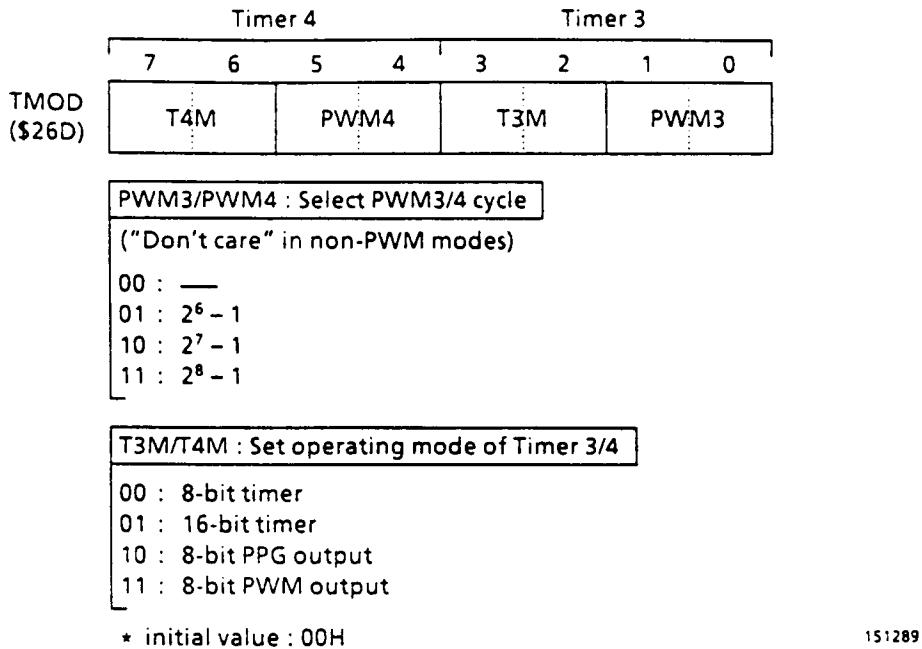 Timer 4 Timer 3
7 6 5 4 3 2 1 0
TMOD
($26D)
T4M PWM4 T3M PWM3
PWM3/PWM4 : Select PWM3/4 cycle
("Don't care" in non-PWM modes)
00 : —
01 : 2⁶ – 1
10 : 2⁷ – 1
11 : 2⁸ – 1
T3M/T4M : Set operating mode of Timer 3/4
00 : 8-bit timer
01 : 16-bit timer
10 : 8-bit PPG output
11 : 8-bit PWM output
* initial value : 00H
151289